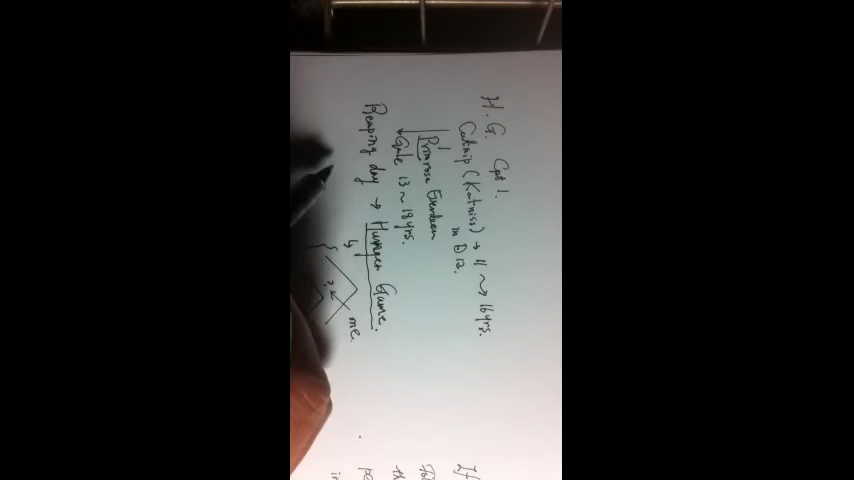 H. G. Cpt 1.
Catnip (Katniss) → 11 ~> 16 yrs.
in D12.
Primrose Everdeen
Gale 13 ~ 18 yrs.
Reaping day → Hunger Game.
me
If